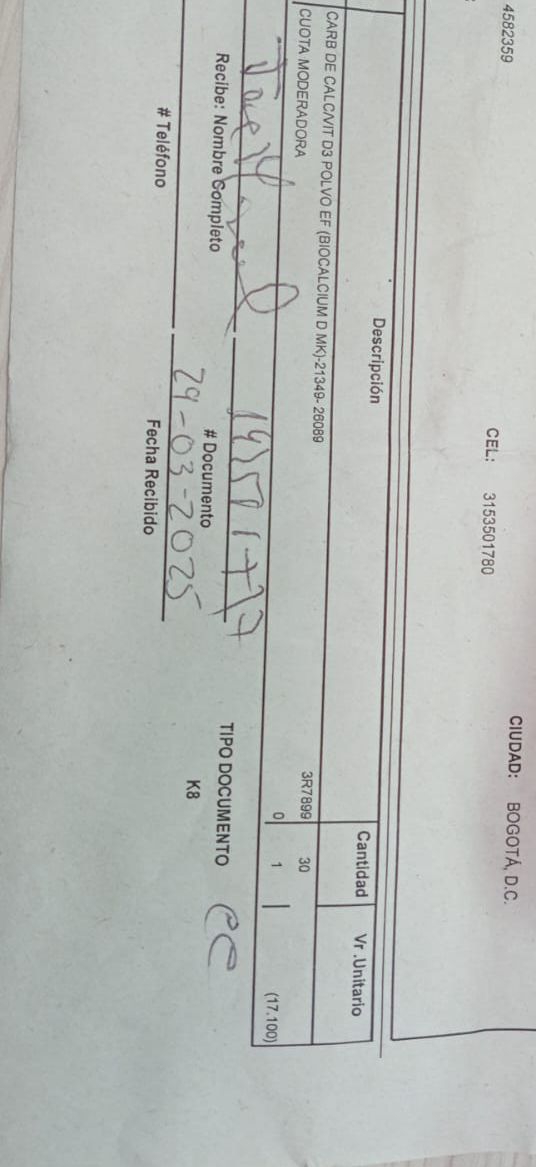 4582359
CEL: 3153501780
CIUDAD: BOGOTÁ, D.C.
Descripción Cantidad Vr .Unitario
CARB DE CALC/VIT D3 POLVO EF (BIOCALCIUM D MK)-21349- 26089 3R7899 30
CUOTA MODERADORA 0 1 (17.100)
Recibe: Nombre Completo
# Documento
TIPO DOCUMENTO CC
K8
29-03-2025
# Teléfono Fecha Recibido